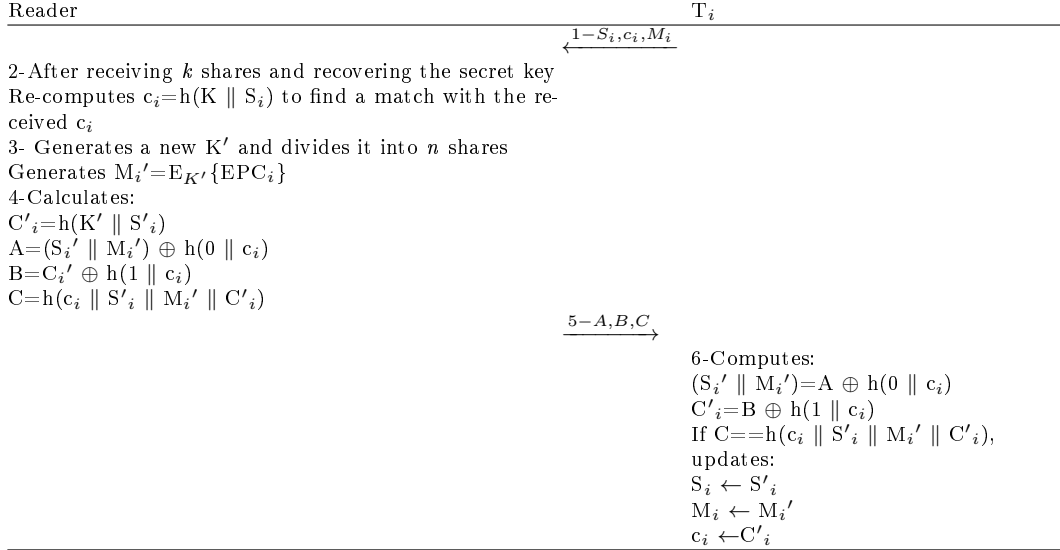 Reader T_i
1−S_i,c_i,M_i
2-After receiving k shares and recovering the secret key
Re-computes c_i=h(K ∥ S_i) to find a match with the re-
ceived c_i
3- Generates a new K′ and divides it into n shares
Generates M_i′=E_{K′}{EPC_i}
4-Calculates:
C′_i=h(K′ ∥ S′_i)
A=(S_i′ ∥ M_i′) ⊕ h(0 ∥ c_i)
B=C_i′ ⊕ h(1 ∥ c_i)
C=h(c_i ∥ S′_i ∥ M_i′ ∥ C′_i)
5−A,B,C
6-Computes:
(S_i′ ∥ M_i′)=A ⊕ h(0 ∥ c_i)
C′_i=B ⊕ h(1 ∥ c_i)
If C==h(c_i ∥ S′_i ∥ M_i′ ∥ C′_i),
updates:
S_i ← S′_i
M_i ← M_i′
c_i ←C′_i